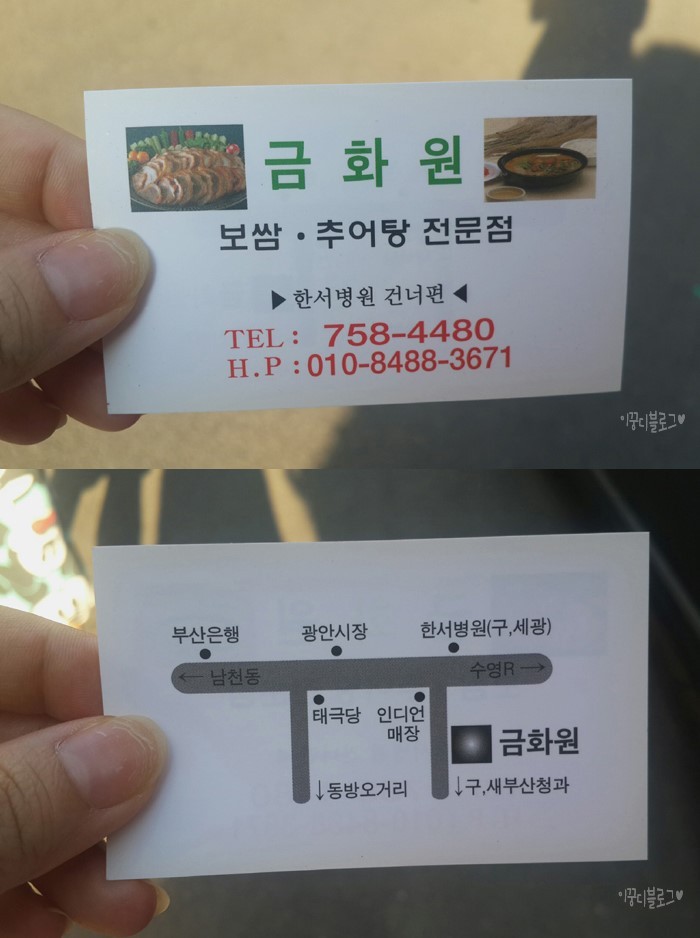 금화원
보쌈·추어탕 전문점
▶한서병원 건너편◀
TEL: 758-4480
H.P:010-8488-3671
미꿍디블로그♥
부산은행 광안시장 한서병원(구,세광)
←남천동 수영R→
태극당 인디언
매장
금화원
↓동방오거리 ↓구,새부산청과
미꿍디블로그♥